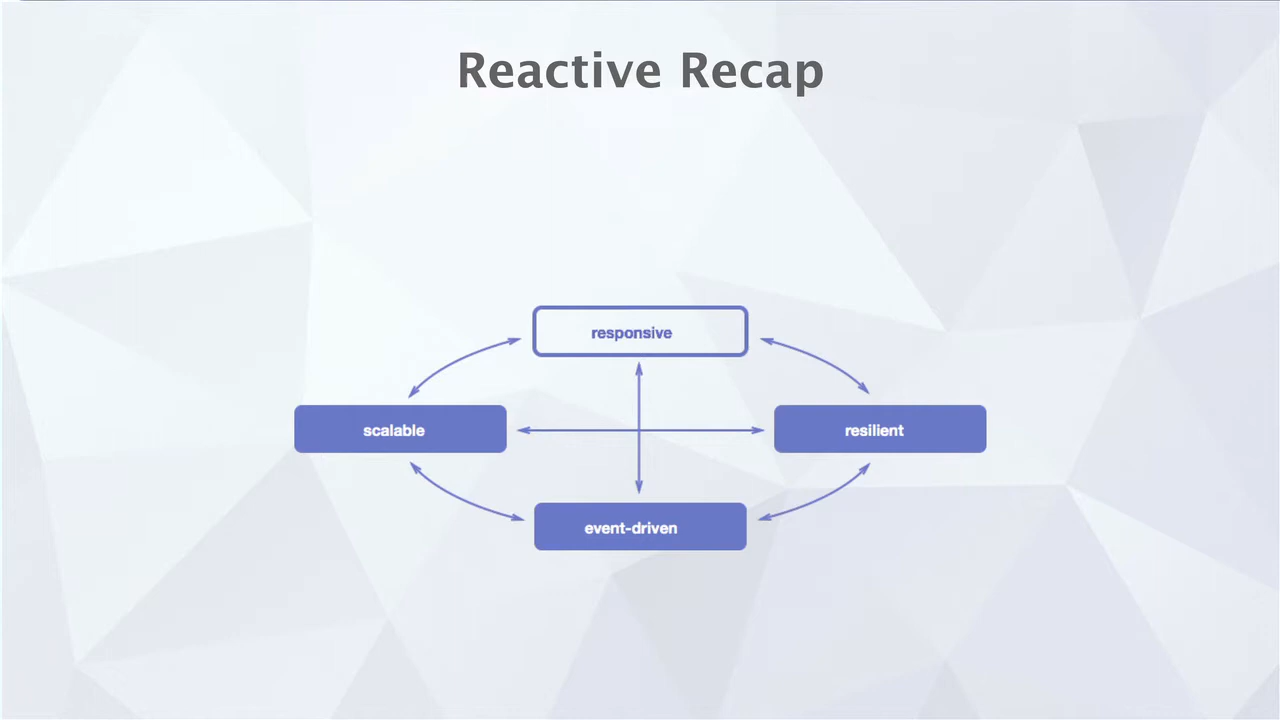 Reactive Recap
responsive
scalable
resilient
event-driven